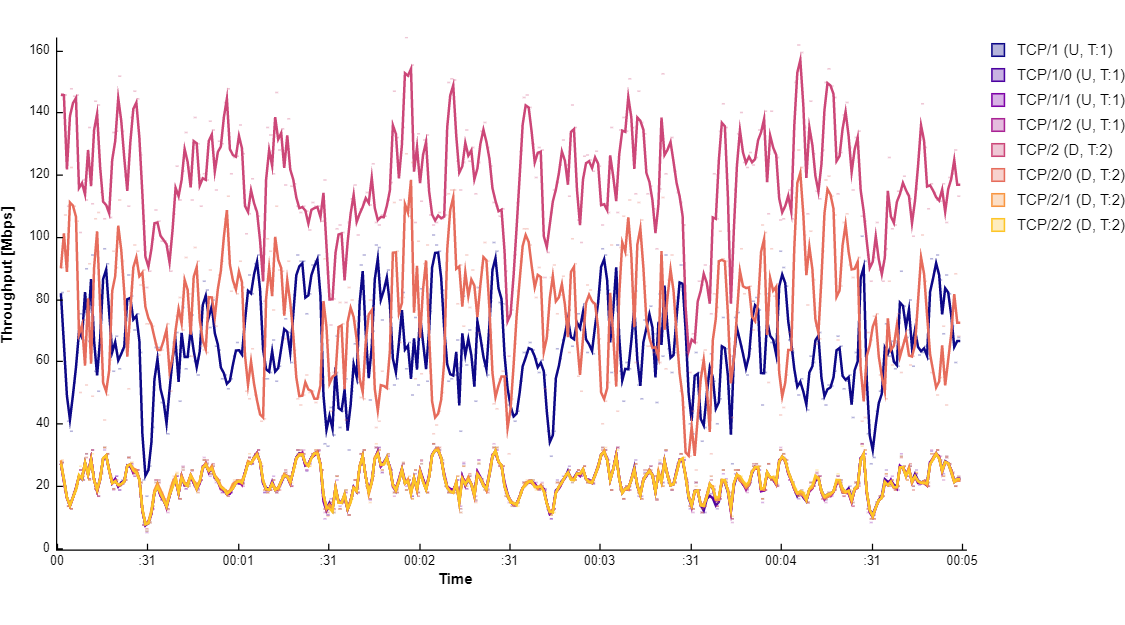 Throughput [Mbps]
160
140
120
100
80
60
40
20
0
00
:31
00:01
:31
00:02
:31
00:03
:31
00:04
:31
00:05
Time
TCP/1 (U, T:1)
TCP/1/0 (U, T:1)
TCP/1/1 (U, T:1)
TCP/1/2 (U, T:1)
TCP/2 (D, T:2)
TCP/2/0 (D, T:2)
TCP/2/1 (D, T:2)
TCP/2/2 (D, T:2)